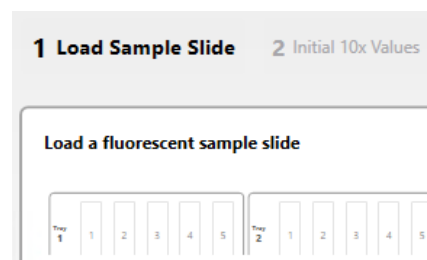 1 Load Sample Slide 2 Initial 10x Values
Load a fluorescent sample slide
Tray Tray
1 1 2 3 4 5 2 1 2 3 4 5